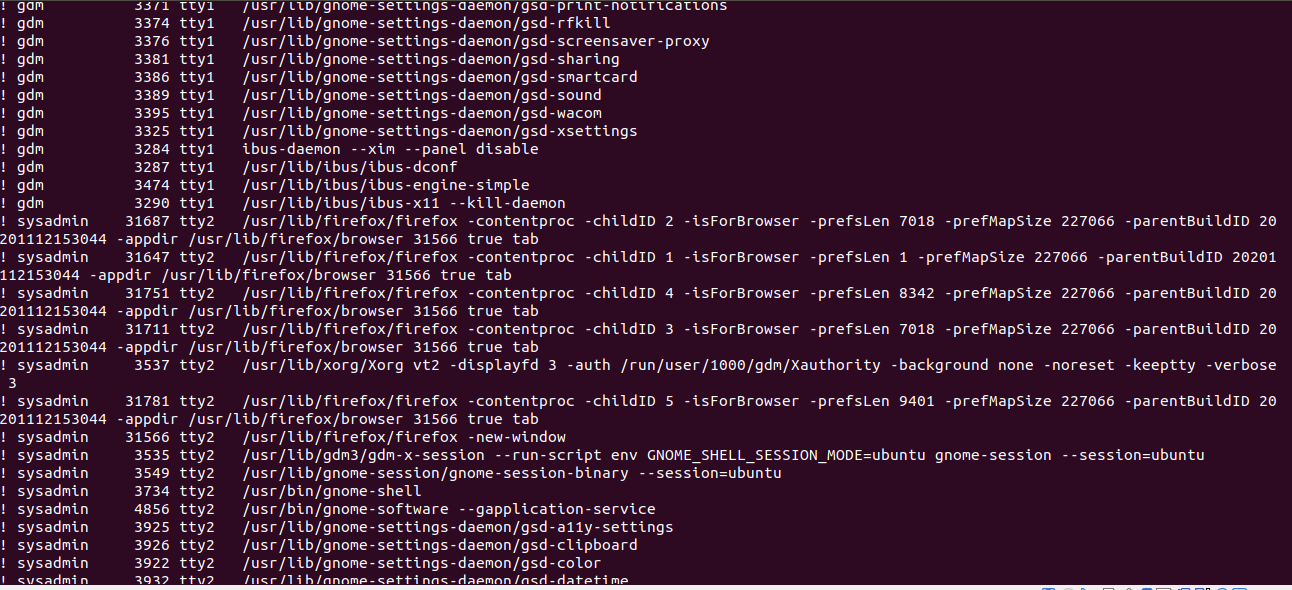 ! gdm          3371 tty1   /usr/lib/gnome-settings-daemon/gsd-print-notifications
! gdm          3374 tty1   /usr/lib/gnome-settings-daemon/gsd-rfkill
! gdm          3376 tty1   /usr/lib/gnome-settings-daemon/gsd-screensaver-proxy
! gdm          3381 tty1   /usr/lib/gnome-settings-daemon/gsd-sharing
! gdm          3386 tty1   /usr/lib/gnome-settings-daemon/gsd-smartcard
! gdm          3389 tty1   /usr/lib/gnome-settings-daemon/gsd-sound
! gdm          3395 tty1   /usr/lib/gnome-settings-daemon/gsd-wacom
! gdm          3325 tty1   /usr/lib/gnome-settings-daemon/gsd-xsettings
! gdm          3284 tty1   ibus-daemon --xim --panel disable
! gdm          3287 tty1   /usr/lib/ibus/ibus-dconf
! gdm          3474 tty1   /usr/lib/ibus/ibus-engine-simple
! gdm          3290 tty1   /usr/lib/ibus/ibus-x11 --kill-daemon
! sysadmin    31687 tty2   /usr/lib/firefox/firefox -contentproc -childID 2 -isForBrowser -prefsLen 7018 -prefMapSize 227066 -parentBuildID 20
201112153044 -appdir /usr/lib/firefox/browser 31566 true tab
! sysadmin    31647 tty2   /usr/lib/firefox/firefox -contentproc -childID 1 -isForBrowser -prefsLen 1 -prefMapSize 227066 -parentBuildID 20201
112153044 -appdir /usr/lib/firefox/browser 31566 true tab
! sysadmin    31751 tty2   /usr/lib/firefox/firefox -contentproc -childID 4 -isForBrowser -prefsLen 8342 -prefMapSize 227066 -parentBuildID 20
201112153044 -appdir /usr/lib/firefox/browser 31566 true tab
! sysadmin    31711 tty2   /usr/lib/firefox/firefox -contentproc -childID 3 -isForBrowser -prefsLen 7018 -prefMapSize 227066 -parentBuildID 20
201112153044 -appdir /usr/lib/firefox/browser 31566 true tab
! sysadmin     3537 tty2   /usr/lib/xorg/Xorg vt2 -displayfd 3 -auth /run/user/1000/gdm/Xauthority -background none -noreset -keeptty -verbose
 3
! sysadmin    31781 tty2   /usr/lib/firefox/firefox -contentproc -childID 5 -isForBrowser -prefsLen 9401 -prefMapSize 227066 -parentBuildID 20
201112153044 -appdir /usr/lib/firefox/browser 31566 true tab
! sysadmin    31566 tty2   /usr/lib/firefox/firefox -new-window
! sysadmin     3535 tty2   /usr/lib/gdm3/gdm-x-session --run-script env GNOME_SHELL_SESSION_MODE=ubuntu gnome-session --session=ubuntu
! sysadmin     3549 tty2   /usr/lib/gnome-session/gnome-session-binary --session=ubuntu
! sysadmin     3734 tty2   /usr/bin/gnome-shell
! sysadmin     4856 tty2   /usr/bin/gnome-software --gapplication-service
! sysadmin     3925 tty2   /usr/lib/gnome-settings-daemon/gsd-a11y-settings
! sysadmin     3926 tty2   /usr/lib/gnome-settings-daemon/gsd-clipboard
! sysadmin     3922 tty2   /usr/lib/gnome-settings-daemon/gsd-color
! sysadmin     3932 tty2   /usr/lib/gnome-settings-daemon/gsd-datetime